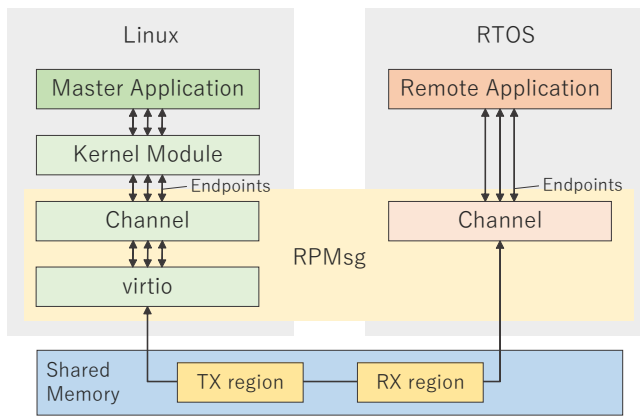 Linux
RTOS
Master Application
Remote Application
Kernel Module
Endpoints
Endpoints
Channel
Channel
RPMsg
virtio
Shared
Memory
TX region
RX region